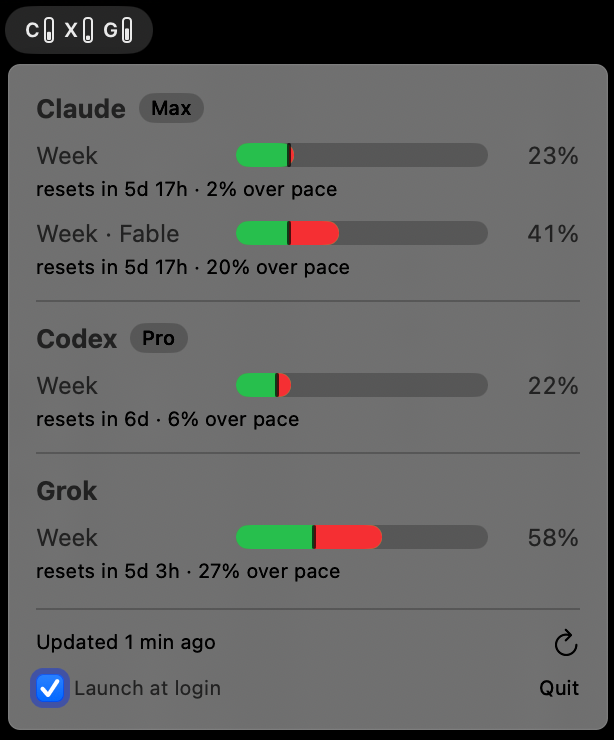 C X G
Claude Max
Week 23%
resets in 5d 17h · 2% over pace
Week · Fable 41%
resets in 5d 17h · 20% over pace
Codex Pro
Week 22%
resets in 6d · 6% over pace
Grok
Week 58%
resets in 5d 3h · 27% over pace
Updated 1 min ago
Launch at login Quit